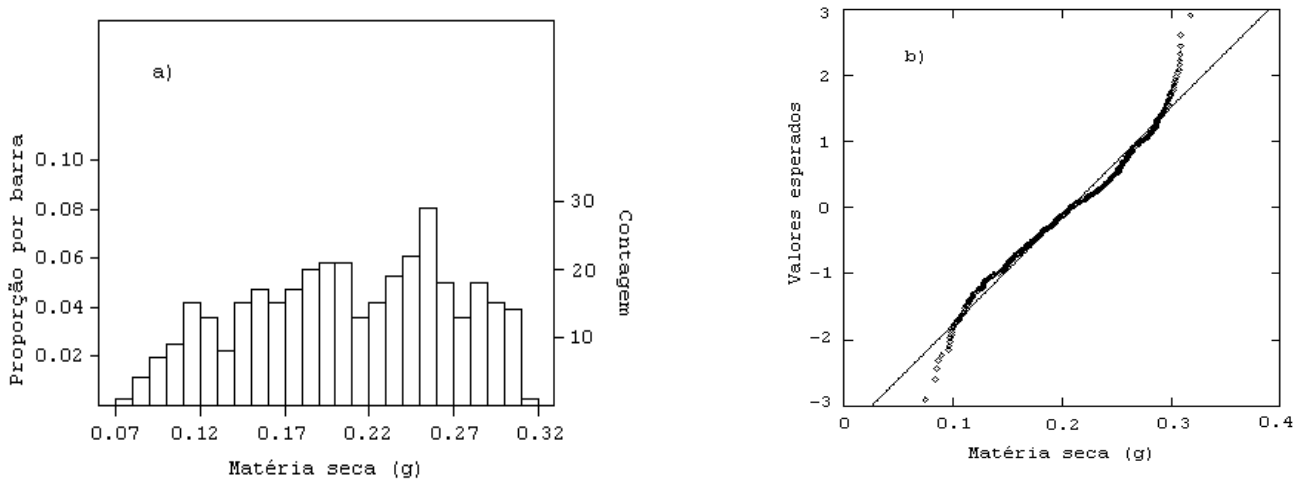 a)
Proporção por barra
0.10
0.08
0.06
0.04
0.02
30
20
10
Contagem
0.07 0.12 0.17 0.22 0.27 0.32
Matéria seca (g)
b)
Valores esperados
3
2
1
0
-1
-2
-3
0 0.1 0.2 0.3 0.4
Matéria seca (g)